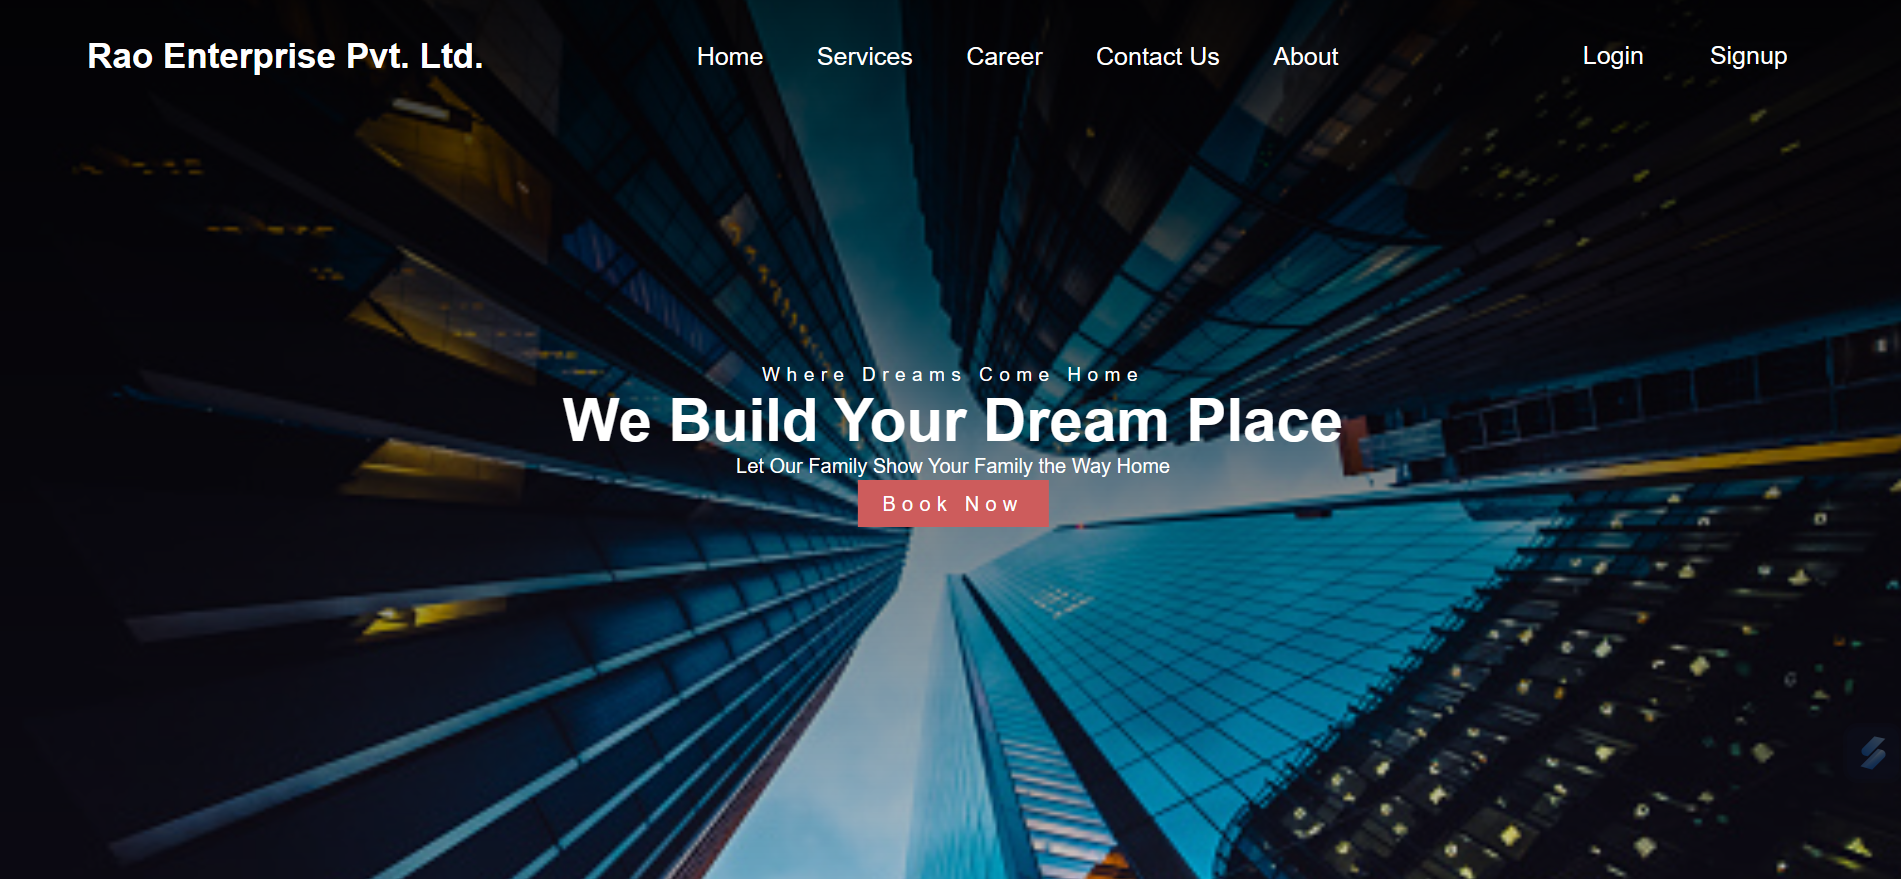 Rao Enterprise Pvt. Ltd.
Home Services Career Contact Us About
Login Signup
Where Dreams Come Home
We Build Your Dream Place
Let Our Family Show Your Family the Way Home
Book Now